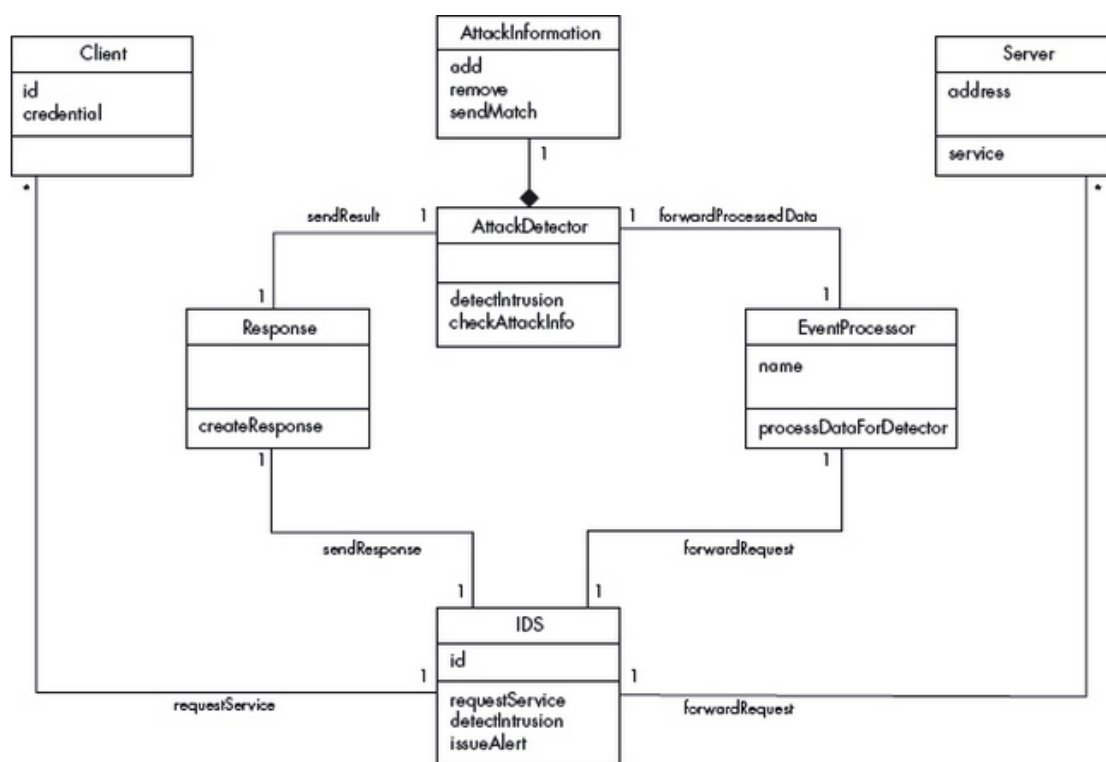 AttackInformation
add
remove
sendMatch
1
Client
id
credential
*
Server
address
service
*
sendResult
1
AttackDetector
detectIntrusion
checkAttackInfo
1
forwardProcessedData
1
Response
createResponse
1
1
EventProcessor
name
processDataForDetector
1
sendResponse
1
forwardRequest
1
IDS
id
requestService
detectIntrusion
issueAlert
1
requestService
1
forwardRequest